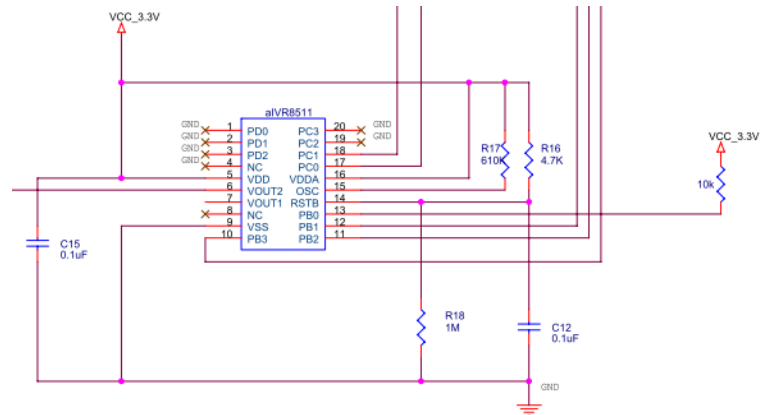 VCC_3.3V
aIVR8511
GND 1 PD0 PC3 20 GND
GND 2 PD1 PC2 19 GND
GND 3 PD2 PC1 18
GND 4 NC PC0 17
5 VDD VDDA 16
6 VOUT2 OSC 15
7 VOUT1 RSTB 14
8 NC PB0 13
9 VSS PB1 12
10 PB3 PB2 11
R17
610K
R16
4.7K
VCC_3.3V
10k
C15
0.1uF
R18
1M
C12
0.1uF
GND